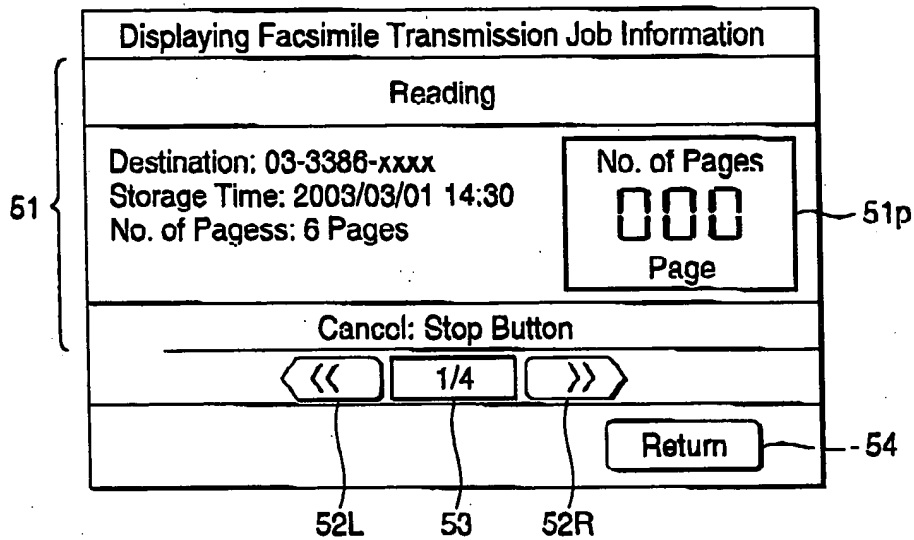 Displaying Facsimile Transmission Job Information
Reading
Destination: 03-3386-xxxx
Storage Time: 2003/03/01 14:30
No. of Pagess: 6 Pages
No. of Pages
000
Page
51
51p
Cancel: Stop Button
<< 1/4 >>
Return
54
52L 53 52R